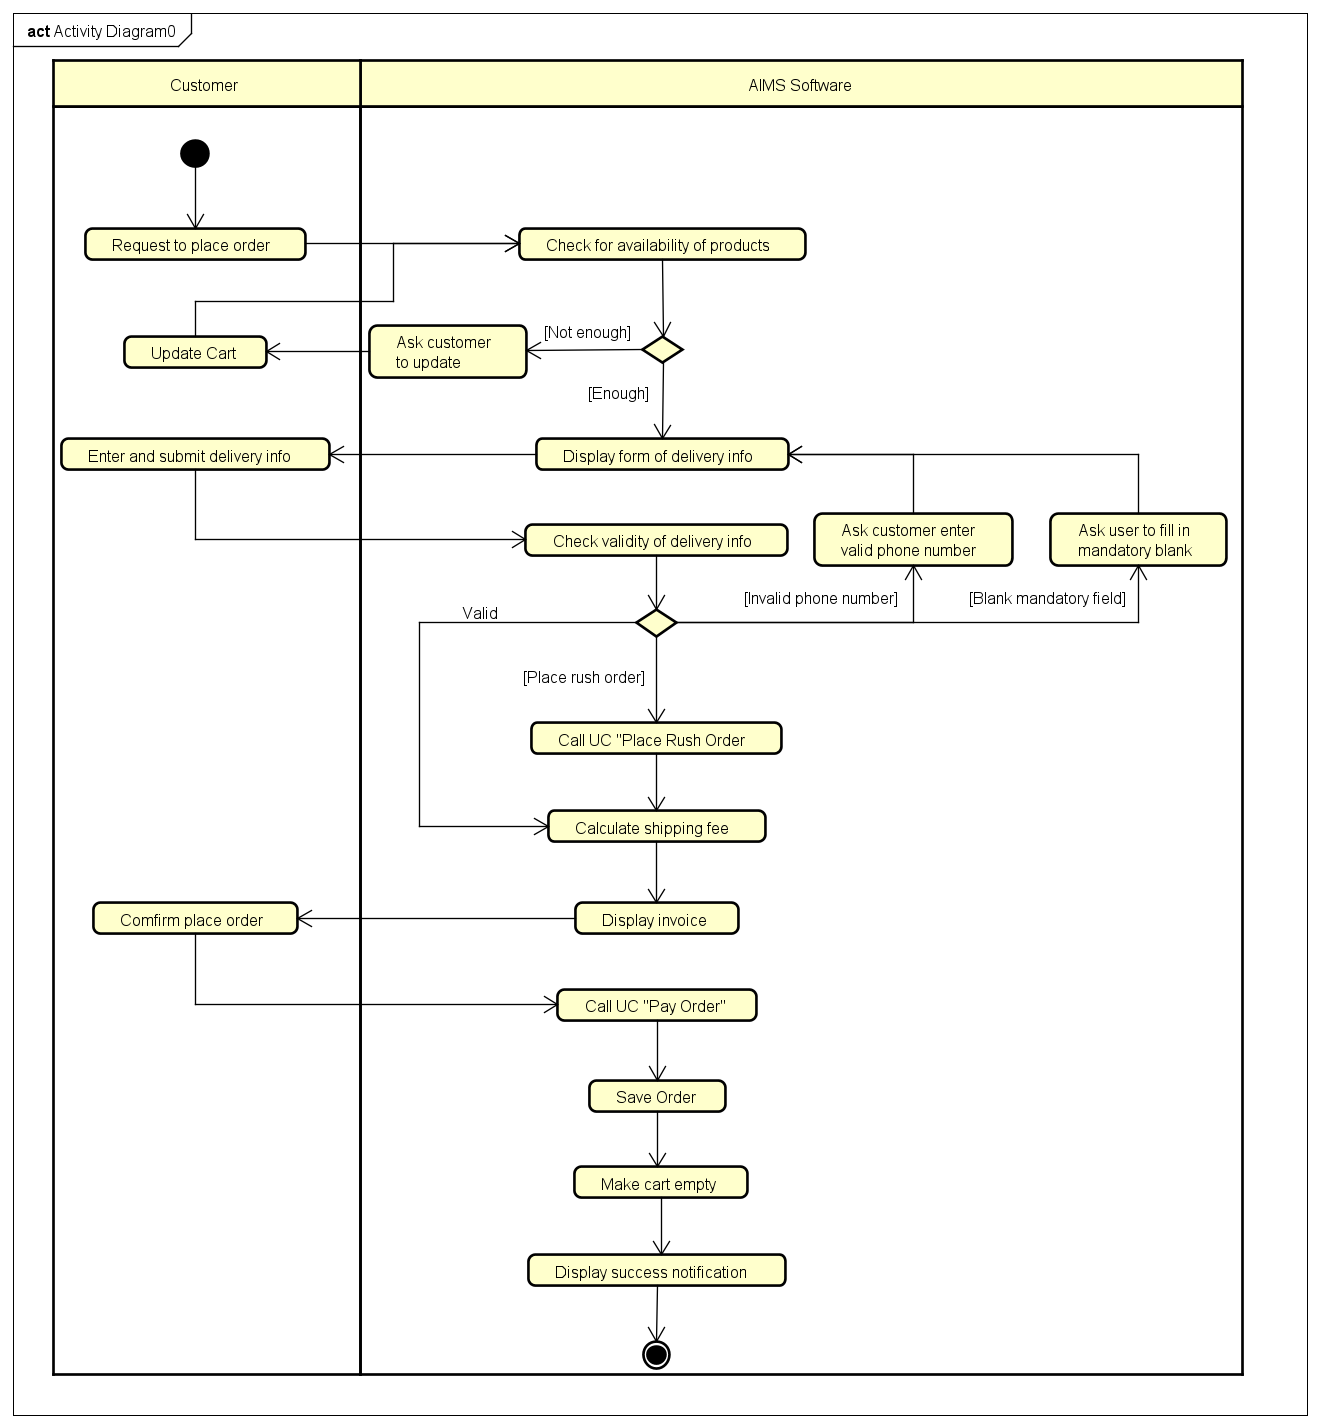 act Activity Diagram0
Customer
AIMS Software
Request to place order
Check for availability of products
[Not enough]
Ask customer
to update
Update Cart
[Enough]
Enter and submit delivery info
Display form of delivery info
Check validity of delivery info
Ask customer enter
valid phone number
Ask user to fill in
mandatory blank
Valid
[Invalid phone number]
[Blank mandatory field]
[Place rush order]
Call UC "Place Rush Order
Calculate shipping fee
Comfirm place order
Display invoice
Call UC "Pay Order"
Save Order
Make cart empty
Display success notification